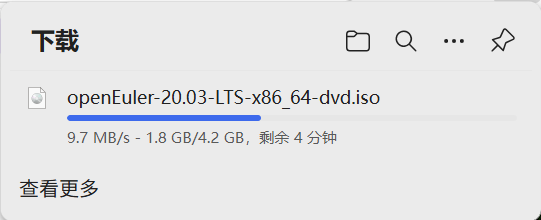 下载
openEuler-20.03-LTS-x86_64-dvd.iso
9.7 MB/s - 1.8 GB/4.2 GB，剩余 4 分钟
查看更多